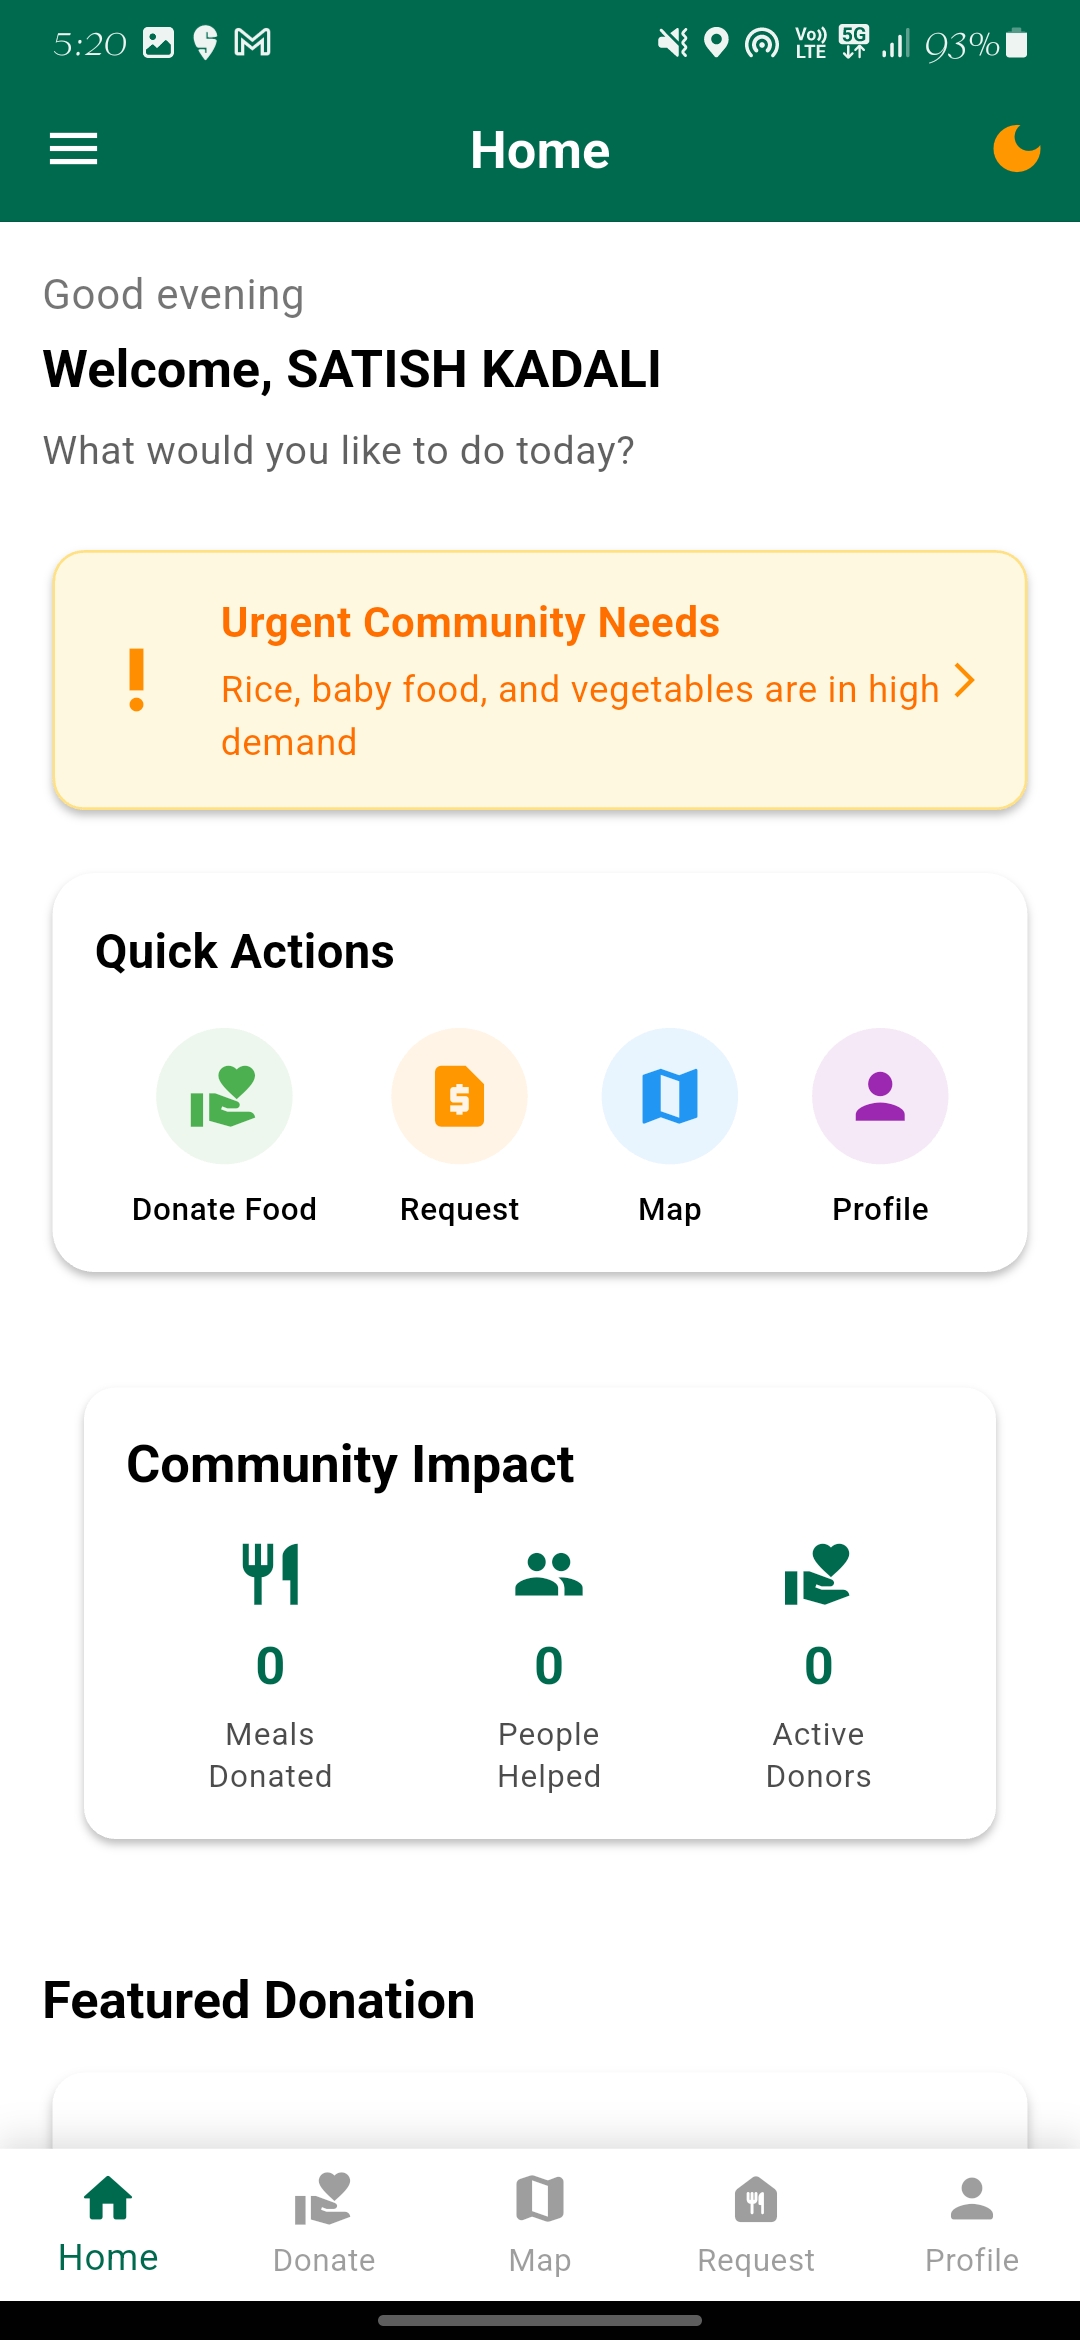 5:20
Vo)) LTE
5G
93%
Home
Good evening
Welcome, SATISH KADALI
What would you like to do today?
Urgent Community Needs
Rice, baby food, and vegetables are in high
demand
Quick Actions
Donate Food
Request
Map
Profile
Community Impact
0
0
0
Meals
Donated
People
Helped
Active
Donors
Featured Donation
Home
Donate
Map
Request
Profile